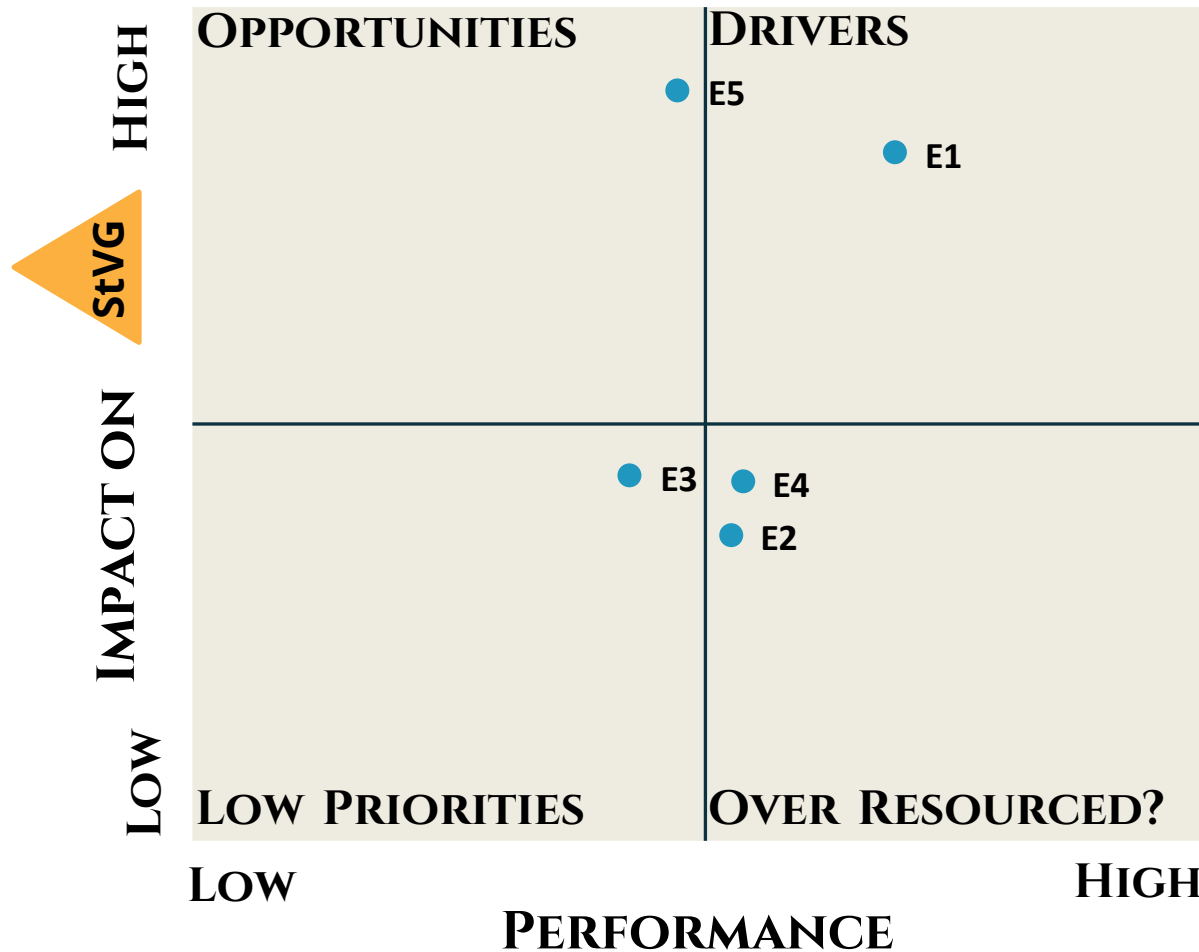 OPPORTUNITIES
DRIVERS
HIGH
E5
E1
StVG
IMPACT ON
E3
E4
E2
LOW
LOW PRIORITIES
OVER RESOURCED?
LOW
HIGH
PERFORMANCE